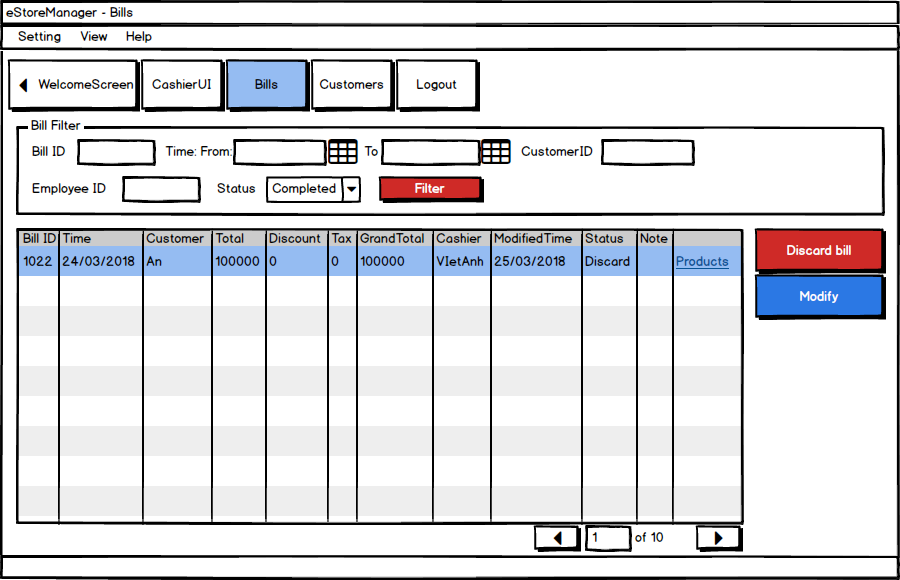 eStoreManager - Bills
Setting View Help
WelcomeScreen CashierUI Bills Customers Logout
Bill Filter
Bill ID Time: From: To CustomerID
Employee ID Status Completed Filter
Bill ID Time Customer Total Discount Tax GrandTotal Cashier ModifiedTime Status Note
1022 24/03/2018 An 100000 0 0 100000 VIetAnh 25/03/2018 Discard Products
Discard bill
Modify
1 of 10